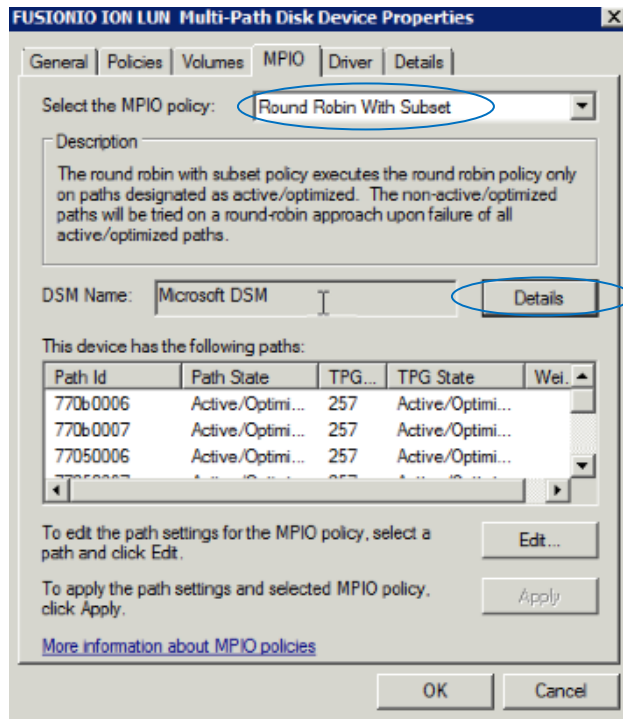 FUSIONIO ION LUN Multi-Path Disk Device Properties
General Policies Volumes MPIO Driver Details
Select the MPIO policy: Round Robin With Subset
Description
The round robin with subset policy executes the round robin policy only
on paths designated as active/optimized. The non-active/optimized
paths will be tried on a round-robin approach upon failure of all
active/optimized paths.
DSM Name: Microsoft DSM Details
This device has the following paths:
Path Id Path State TPG... TPG State Wei.
770b0006 Active/Optimi... 257 Active/Optimi...
770b0007 Active/Optimi... 257 Active/Optimi...
77050006 Active/Optimi... 257 Active/Optimi...
To edit the path settings for the MPIO policy, select a
path and click Edit.
Edit...
To apply the path settings and selected MPIO policy,
click Apply.
Apply
More information about MPIO policies
OK Cancel